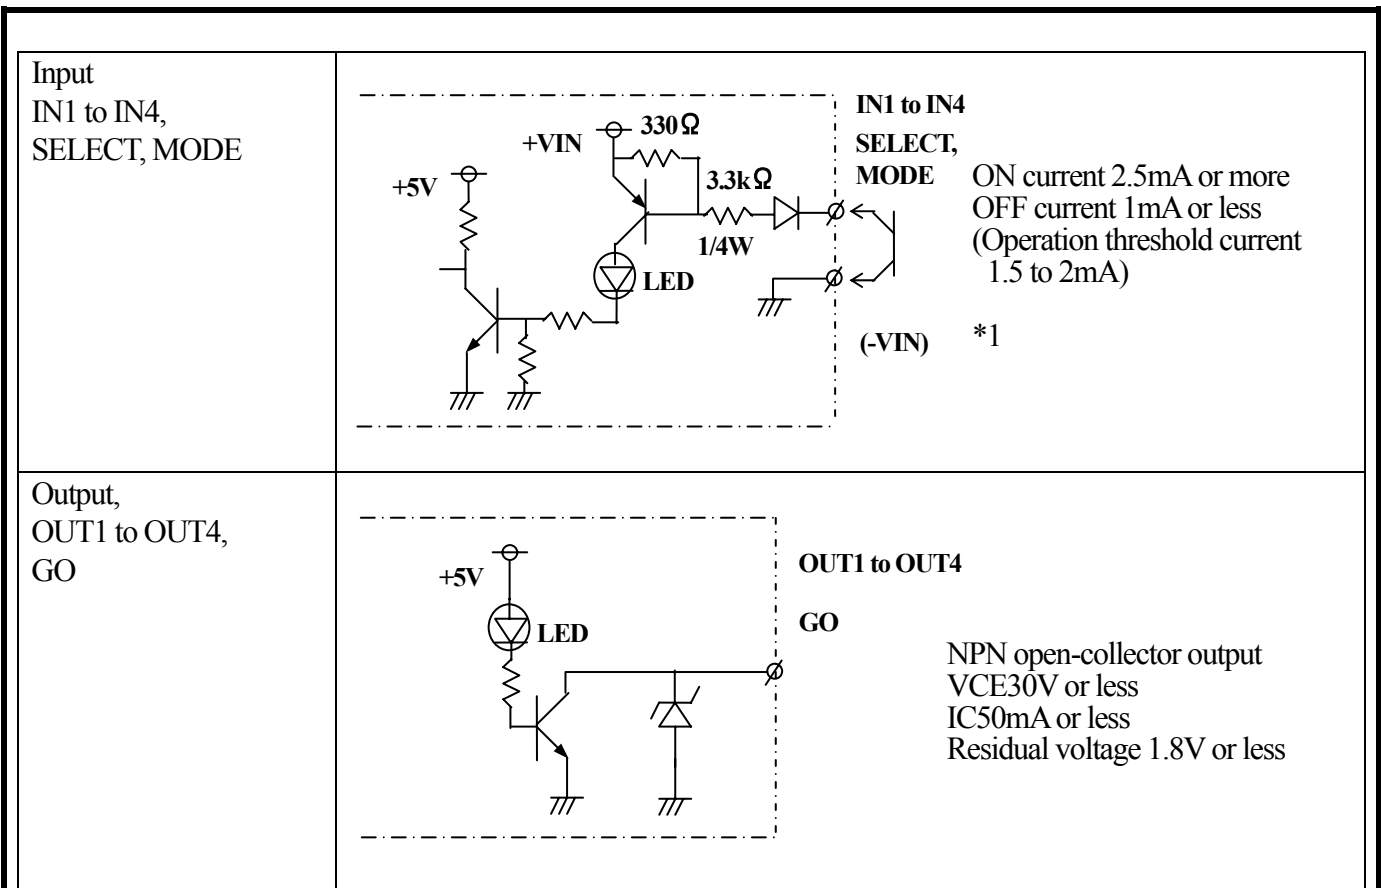 Input
IN1 to IN4,
SELECT, MODE
+VIN
330Ω
+5V
3.3kΩ
1/4W
LED
IN1 to IN4
SELECT,
MODE
(-VIN)
ON current 2.5mA or more
OFF current 1mA or less
(Operation threshold current
1.5 to 2mA)
*1
Output,
OUT1 to OUT4,
GO
+5V
LED
OUT1 to OUT4
GO
NPN open-collector output
VCE30V or less
IC50mA or less
Residual voltage 1.8V or less